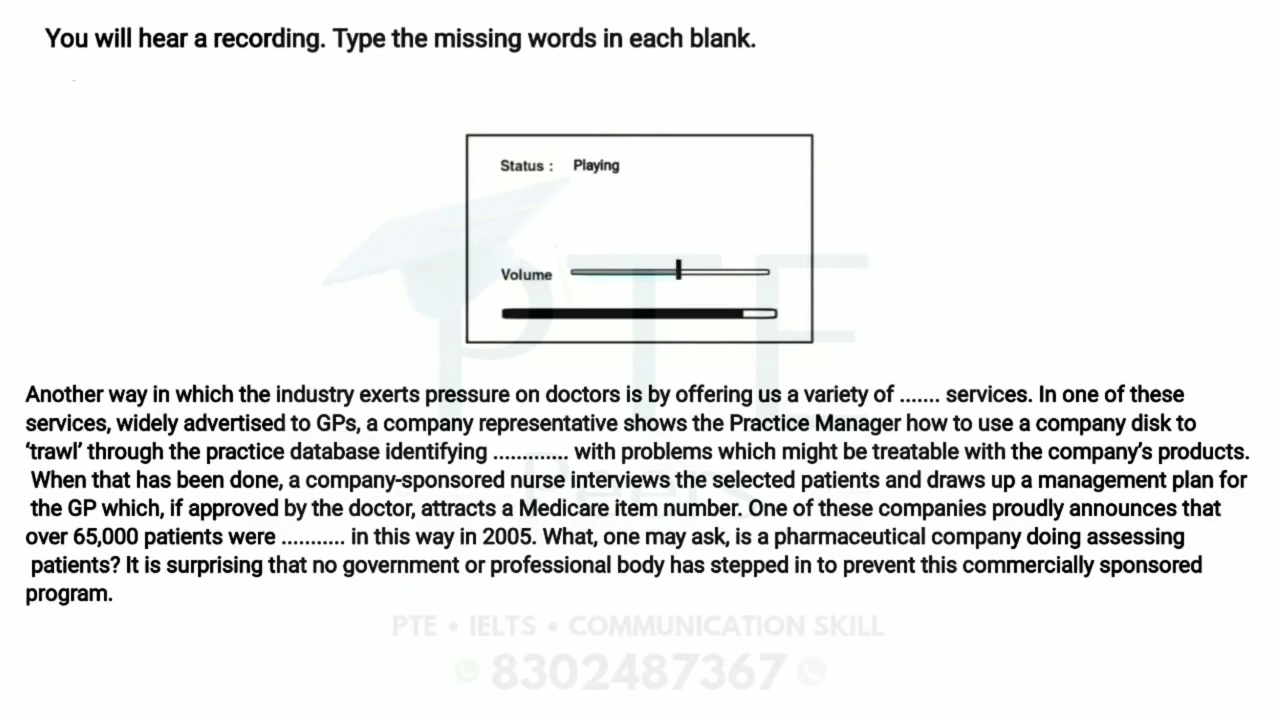 You will hear a recording. Type the missing words in each blank.
Status : Playing
Volume
PTE
Peers
Another way in which the industry exerts pressure on doctors is by offering us a variety of ....... services. In one of these
services, widely advertised to GPs, a company representative shows the Practice Manager how to use a company disk to
‘trawl’ through the practice database identifying ............. with problems which might be treatable with the company’s products.
When that has been done, a company-sponsored nurse interviews the selected patients and draws up a management plan for
the GP which, if approved by the doctor, attracts a Medicare item number. One of these companies proudly announces that
over 65,000 patients were ........... in this way in 2005. What, one may ask, is a pharmaceutical company doing assessing
patients? It is surprising that no government or professional body has stepped in to prevent this commercially sponsored
program.
PTE • IELTS • COMMUNICATION SKILL
8302487367